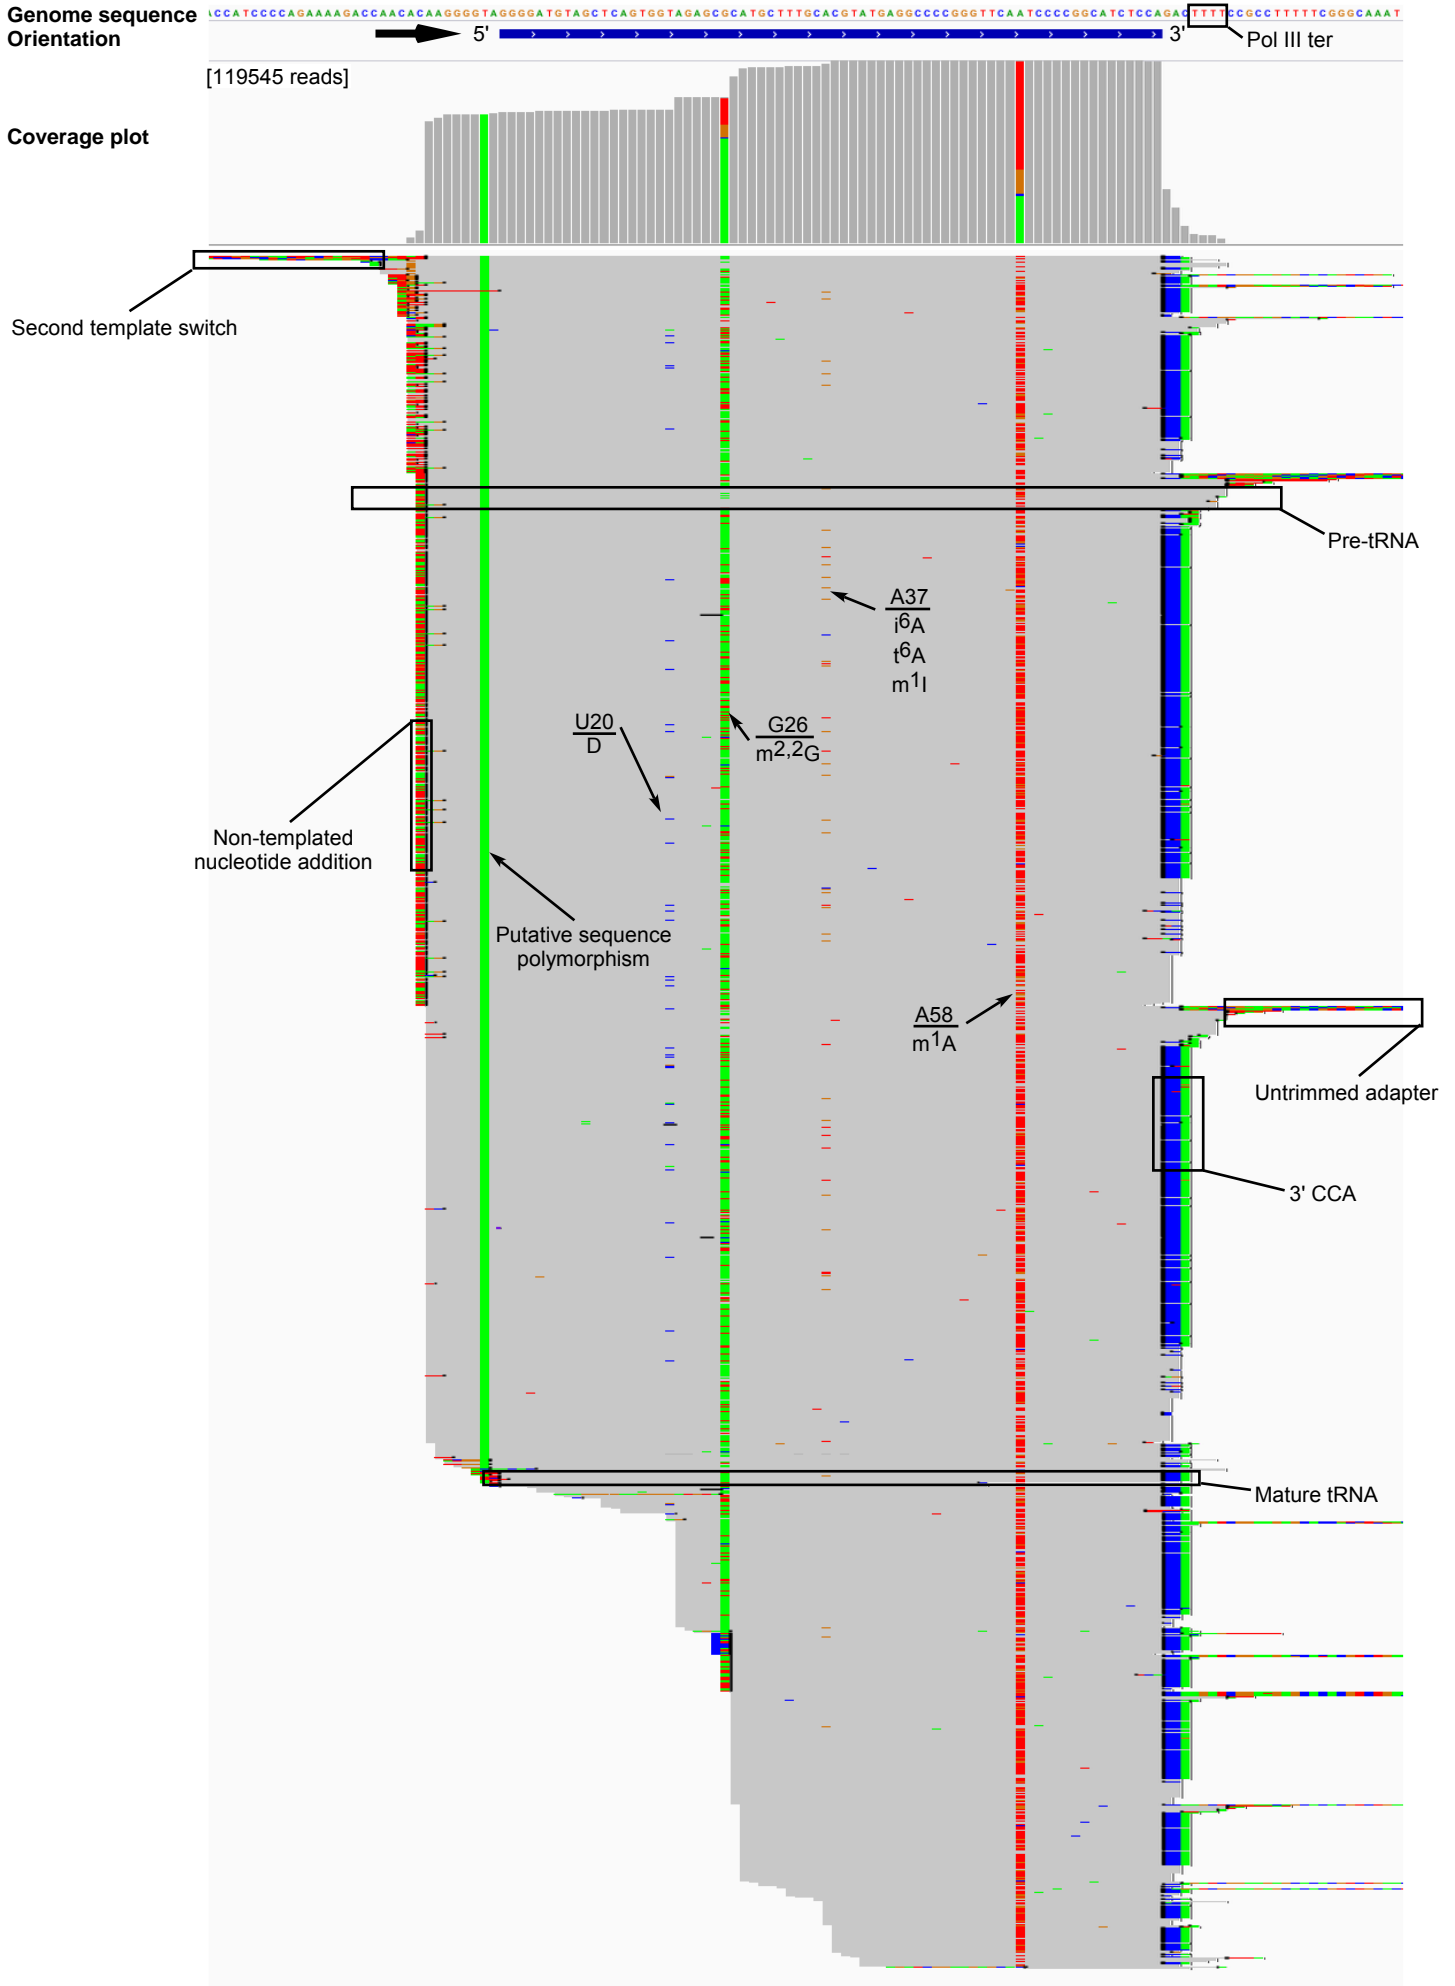 Genome sequence
ACCATCCCCAGAAAAGACCAACACAAGGGGTAGGGGATGTAGCTCAGTGGTAGAGCGCATGCTTTGCACGTATGAGGCCCCGGGTTCAATCCCCGGCATCTCCAGACTTTTCCGCCTTTTTCGGGCAAAT
Orientation
5'
3'
Pol III ter
[119545 reads]
Coverage plot
Second template switch
Pre-tRNA
A37
i6A
t6A
m1I
U20
D
G26
m2,2G
Non-templated
nucleotide addition
Putative sequence
polymorphism
A58
m1A
Untrimmed adapter
3' CCA
Mature tRNA